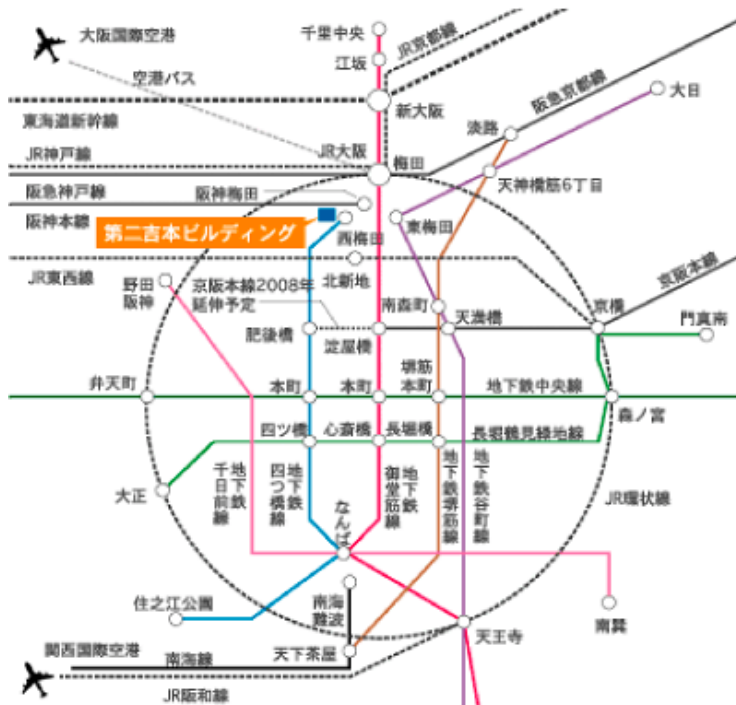 大阪国際空港
千里中央
JR京都線
江坂
空港バス
阪急京都線
大日
新大阪
東海道新幹線
淡路
JR大阪
梅田
JR神戸線
天神橋筋6丁目
阪急神戸線
阪神梅田
阪神本線
第二吉本ビルディング
西梅田
東梅田
JR東西線
北新地
京阪本線
野田
阪神
京阪本線2008年
延伸予定
南森町
天満橋
京橋
門真南
肥後橋
淀屋橋
堺筋
本町
弁天町
本町
本町
地下鉄中央線
森ノ宮
四ツ橋
心斎橋
長堀橋
長堀鶴見緑地線
大正
地下鉄
千日前線
地下鉄
四つ橋線
なんば
地下鉄
御堂筋線
地下鉄堺筋線
地下鉄谷町線
JR環状線
住之江公園
南海
難波
南巽
関西国際空港
南海線
天下茶屋
天王寺
JR阪和線